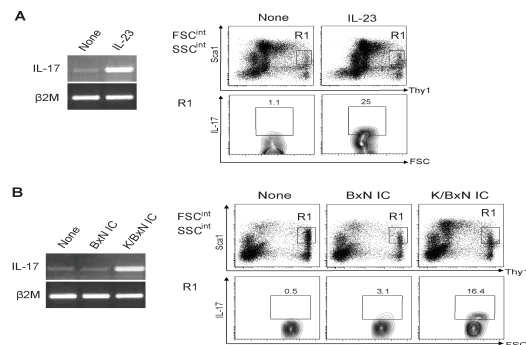 A
None IL-23
IL-17
β2M
None IL-23
FSCint
SSCint
R1 R1
Sca1
Thy1
R1
1.1 25
IL-17
FSC
B
None BxN IC K/BxN IC
IL-17
β2M
None BxN IC K/BxN IC
FSCint
SSCint
R1 R1 R1
Sca1
Thy1
R1
0.5 3.1 16.4
IL-17
FSC